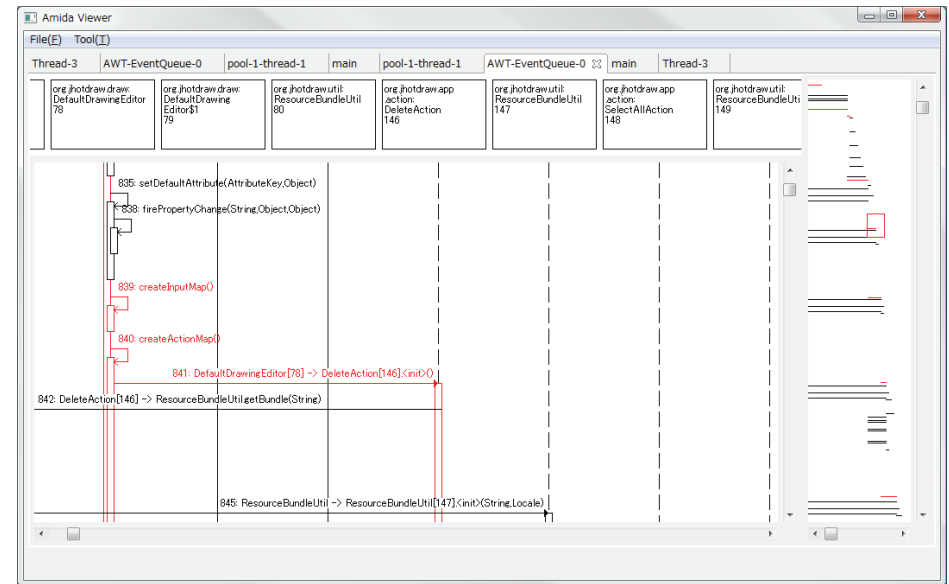 Amida Viewer
File(F) Tool(T)
Thread-3 AWT-EventQueue-0 pool-1-thread-1 main pool-1-thread-1 AWT-EventQueue-0 main Thread-3
org.jhotdraw.draw:
DefaultDrawingEditor
78
org.jhotdraw.draw:
DefaultDrawing
Editor$1
79
org.jhotdraw.util:
ResourceBundleUtil
80
org.jhotdraw.app
.action:
DeleteAction
146
org.jhotdraw.util:
ResourceBundleUtil
147
org.jhotdraw.app
.action:
SelectAllAction
148
org.jhotdraw.util:
ResourceBundleUti
149
835: setDefaultAttribute(AttributeKey,Object)
838: firePropertyChange(String,Object,Object)
839: createInputMap()
840: createActionMap()
841: DefaultDrawingEditor[78] -> DeleteAction[146].<init>()
842: DeleteAction[146] -> ResourceBundleUtil.getBundle(String)
845: ResourceBundleUtil -> ResourceBundleUtil[147].<init>(String,Locale)